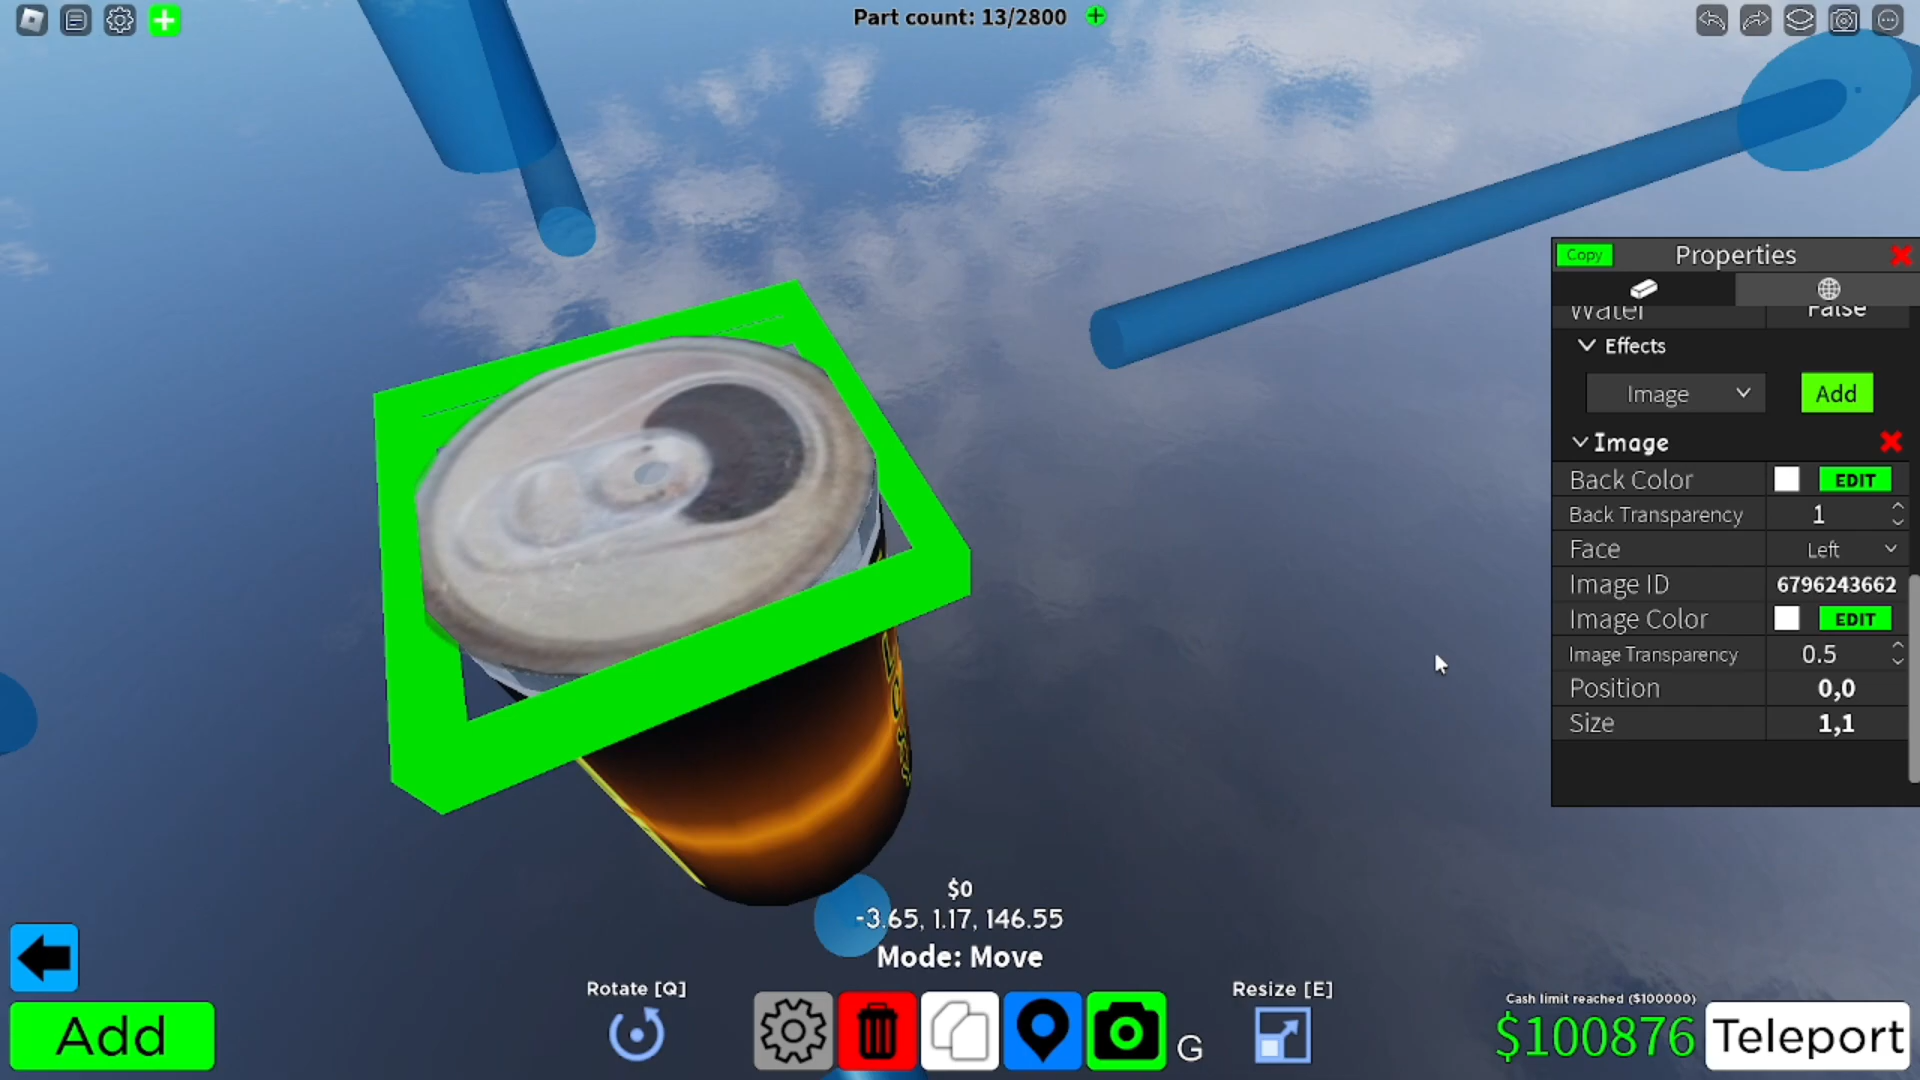 Part count: 13/2800
Copy
Properties
Water
False
Effects
Image
Add
Image
Back Color
EDIT
Back Transparency
1
Face
Left
Image ID
6796243662
Image Color
EDIT
Image Transparency
0.5
Position
0,0
Size
1,1
$0
-3.65, 1.17, 146.55
Mode: Move
Rotate [Q]
G
Resize [E]
Add
Cash limit reached ($100000)
$100876
Teleport